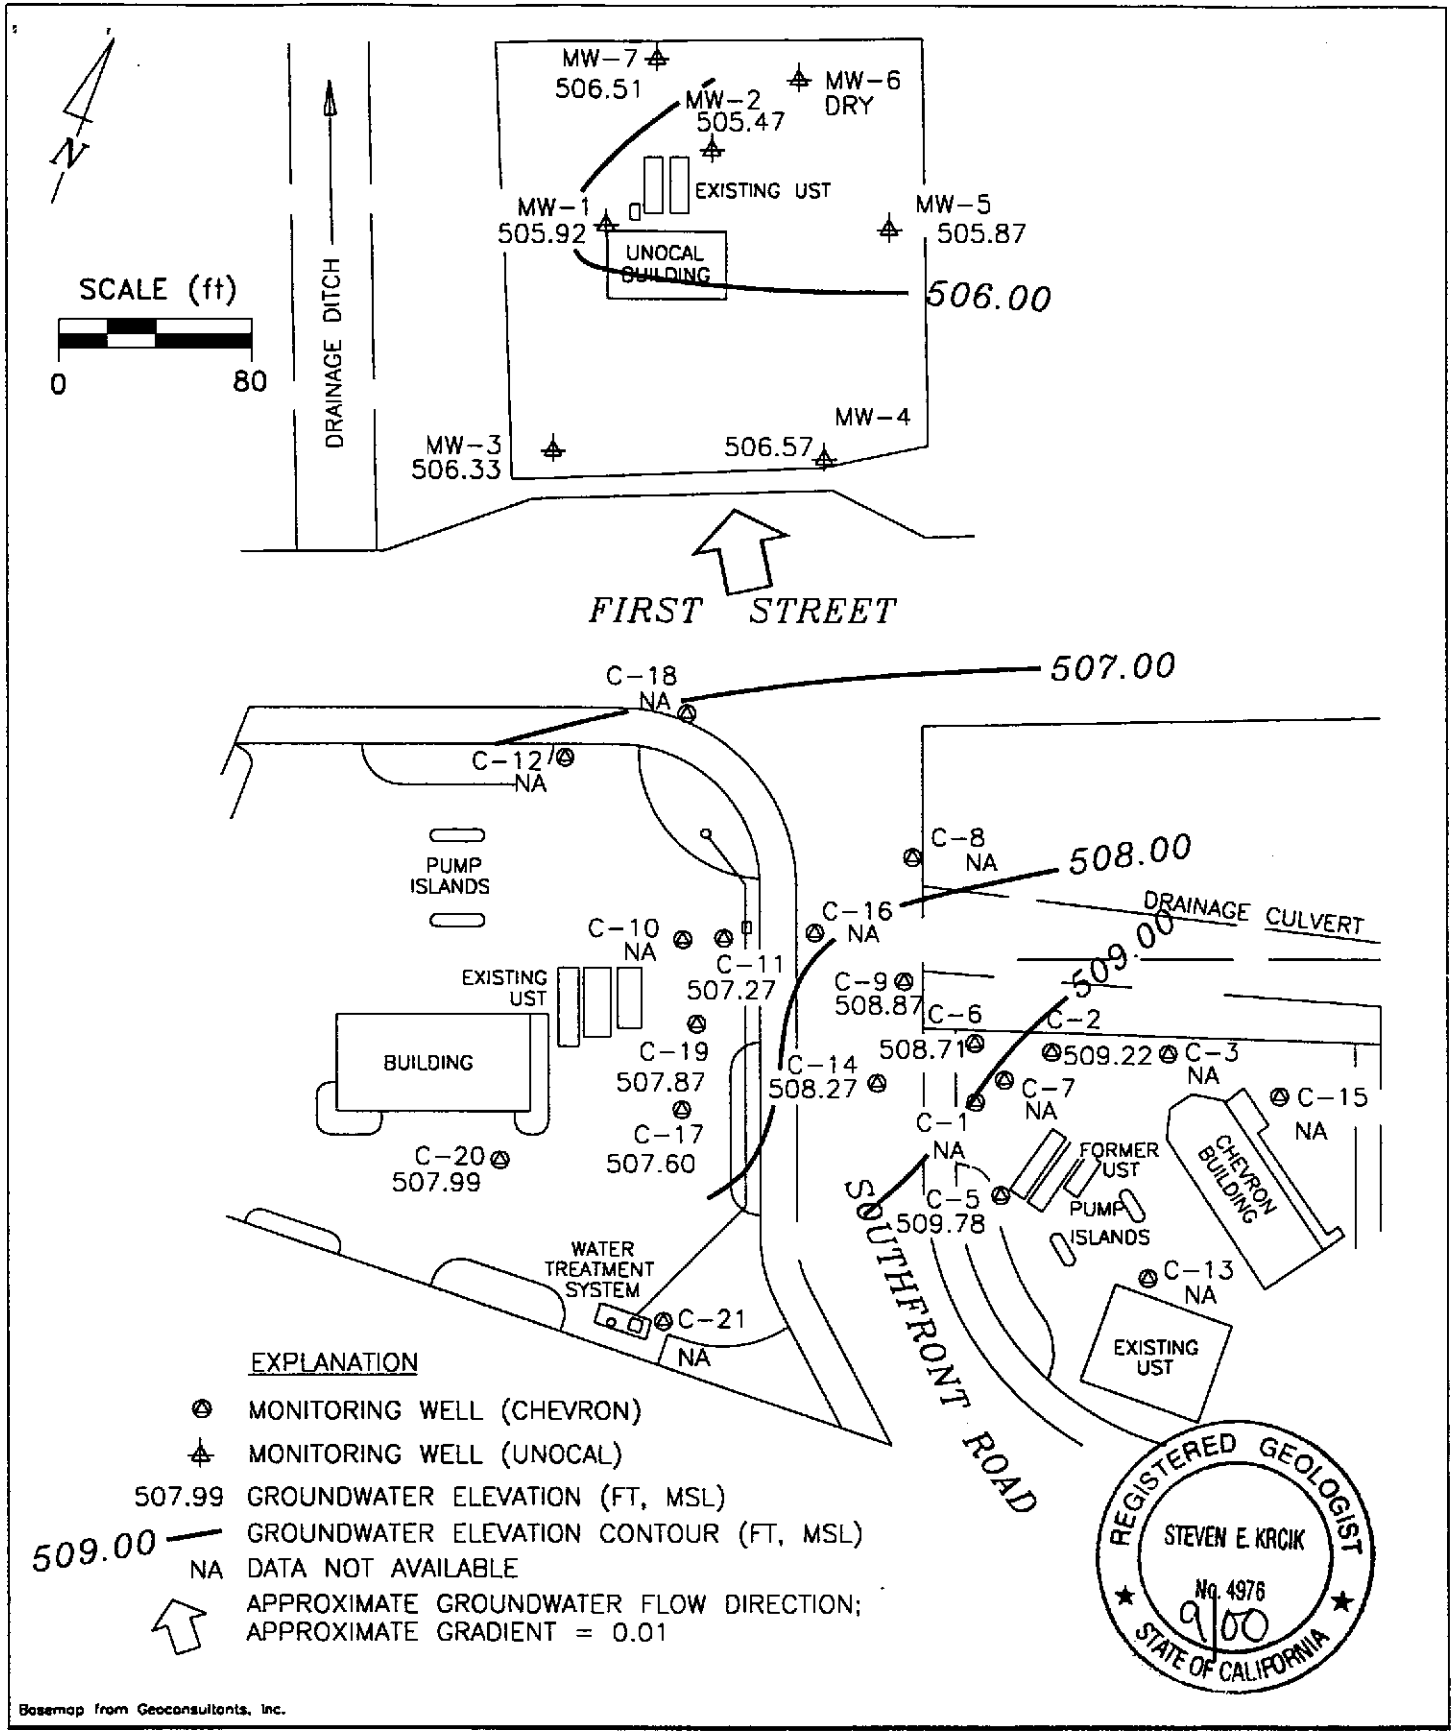 MW-7
506.51
MW-6
DRY
MW-2
505.47
EXISTING UST
MW-1
505.92
MW-5
505.87
UNOCAL
BUILDING
506.00
N
SCALE (ft)
0
80
DRAINAGE DITCH
MW-4
506.57
MW-3
506.33
FIRST STREET
C-18
NA
507.00
C-12
NA
PUMP
ISLANDS
C-8
NA
508.00
DRAINAGE CULVERT
C-16
NA
C-10
NA
C-11
507.27
509.00
C-9
508.87
EXISTING
UST
C-6
508.71
C-2
509.22
C-3
NA
BUILDING
C-19
507.87
C-14
508.27
C-7
NA
C-15
NA
C-1
NA
C-17
507.60
C-20
507.99
FORMER
UST
CHEVRON
BUILDING
C-5
509.78
PUMP
ISLANDS
SOUTHFRONT ROAD
WATER
TREATMENT
SYSTEM
C-21
NA
C-13
NA
EXISTING
UST
EXPLANATION
MONITORING WELL (CHEVRON)
MONITORING WELL (UNOCAL)
507.99 GROUNDWATER ELEVATION (FT, MSL)
509.00 GROUNDWATER ELEVATION CONTOUR (FT, MSL)
NA DATA NOT AVAILABLE
APPROXIMATE GROUNDWATER FLOW DIRECTION;
APPROXIMATE GRADIENT = 0.01
REGISTERED GEOLOGIST
STEVEN E. KRCIK
No. 4976
STATE OF CALIFORNIA
Basemap from Geoconsultants, Inc.